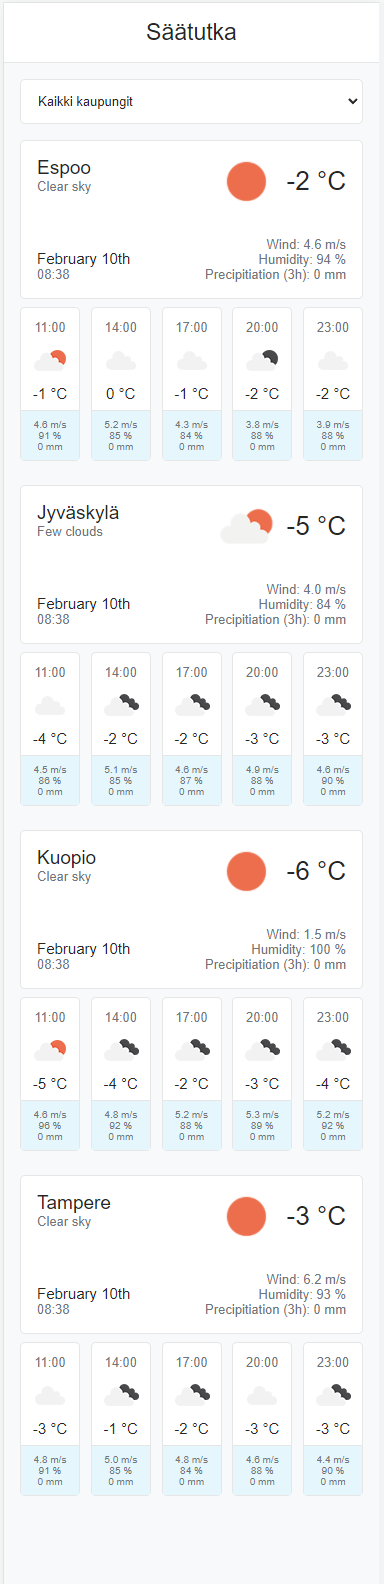 Säätutka
Kaikki kaupungit
Espoo
Clear sky
-2 °C
February 10th
08:38
Wind: 4.6 m/s
Humidity: 94 %
Precipitiation (3h): 0 mm
11:00 14:00 17:00 20:00 23:00
-1 °C 0 °C -1 °C -2 °C -2 °C
4.6 m/s 5.2 m/s 4.3 m/s 3.8 m/s 3.9 m/s
91 % 85 % 84 % 88 % 88 %
0 mm 0 mm 0 mm 0 mm 0 mm
Jyväskylä
Few clouds
-5 °C
February 10th
08:38
Wind: 4.0 m/s
Humidity: 84 %
Precipitiation (3h): 0 mm
11:00 14:00 17:00 20:00 23:00
-4 °C -2 °C -2 °C -3 °C -3 °C
4.5 m/s 5.1 m/s 4.6 m/s 4.9 m/s 4.6 m/s
86 % 85 % 87 % 88 % 90 %
0 mm 0 mm 0 mm 0 mm 0 mm
Kuopio
Clear sky
-6 °C
February 10th
08:38
Wind: 1.5 m/s
Humidity: 100 %
Precipitiation (3h): 0 mm
11:00 14:00 17:00 20:00 23:00
-5 °C -4 °C -2 °C -3 °C -4 °C
4.6 m/s 4.8 m/s 5.2 m/s 5.3 m/s 5.2 m/s
96 % 92 % 88 % 89 % 92 %
0 mm 0 mm 0 mm 0 mm 0 mm
Tampere
Clear sky
-3 °C
February 10th
08:38
Wind: 6.2 m/s
Humidity: 93 %
Precipitiation (3h): 0 mm
11:00 14:00 17:00 20:00 23:00
-3 °C -1 °C -2 °C -3 °C -3 °C
4.8 m/s 5.0 m/s 4.8 m/s 4.6 m/s 4.4 m/s
91 % 85 % 84 % 88 % 90 %
0 mm 0 mm 0 mm 0 mm 0 mm